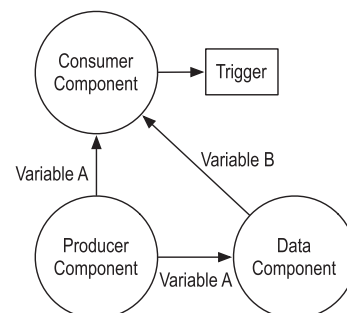 Consumer
Component
Trigger
Variable B
Variable A
Producer
Component
Variable A
Data
Component